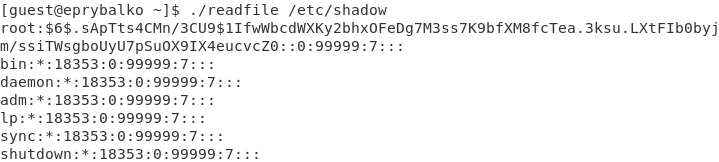 [guest@eprybalko ~]$ ./readfile /etc/shadow
root:$6$.sApTts4CMn/3CU9$1IfwWbcdWXKy2bhxOFeDg7M3ss7K9bfXM8fcTea.3ksu.LXtFIb0byj
m/ssiTWsgboUyU7pSuOX9IX4eucvcZ0::0:99999:7:::
bin:*:18353:0:99999:7:::
daemon:*:18353:0:99999:7:::
adm:*:18353:0:99999:7:::
lp:*:18353:0:99999:7:::
sync:*:18353:0:99999:7:::
shutdown:*:18353:0:99999:7:::